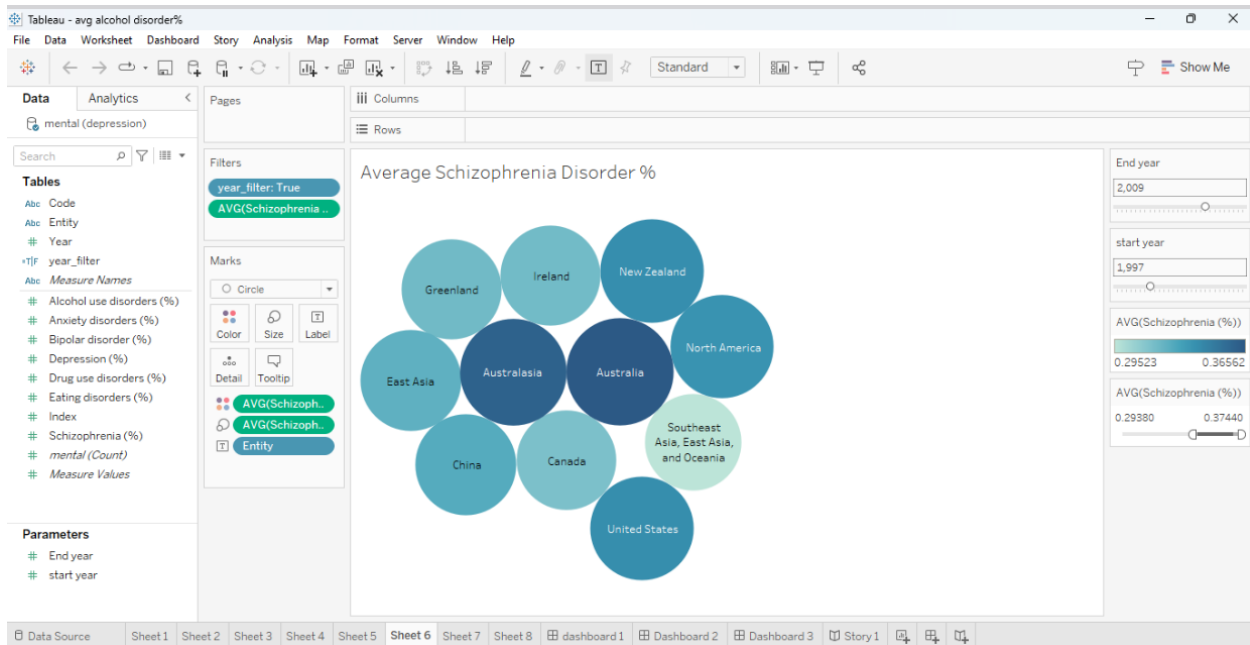 Tableau - avg alcohol disorder%
File Data Worksheet Dashboard Story Analysis Map Format Server Window Help
Standard
Show Me
Data Analytics
mental (depression)
Search
Tables
Abc Code
Abc Entity
# Year
=T|F year_filter
Abc Measure Names
# Alcohol use disorders (%)
# Anxiety disorders (%)
# Bipolar disorder (%)
# Depression (%)
# Drug use disorders (%)
# Eating disorders (%)
# Index
# Schizophrenia (%)
# mental (Count)
# Measure Values
Parameters
# End year
# start year
Pages
Filters
year_filter: True
AVG(Schizophrenia ..
Marks
Circle
Color Size Label
Detail Tooltip
AVG(Schizoph..
AVG(Schizoph..
Entity
Columns
Rows
Average Schizophrenia Disorder %
Greenland
Ireland
New Zealand
East Asia
Australasia
Australia
North America
China
Canada
Southeast
Asia, East Asia,
and Oceania
United States
End year
2,009
start year
1,997
AVG(Schizophrenia (%))
0.29523 0.36562
AVG(Schizophrenia (%))
0.29380 0.37440
Data Source Sheet 1 Sheet 2 Sheet 3 Sheet 4 Sheet 5 Sheet 6 Sheet 7 Sheet 8 dashboard 1 Dashboard 2 Dashboard 3 Story 1